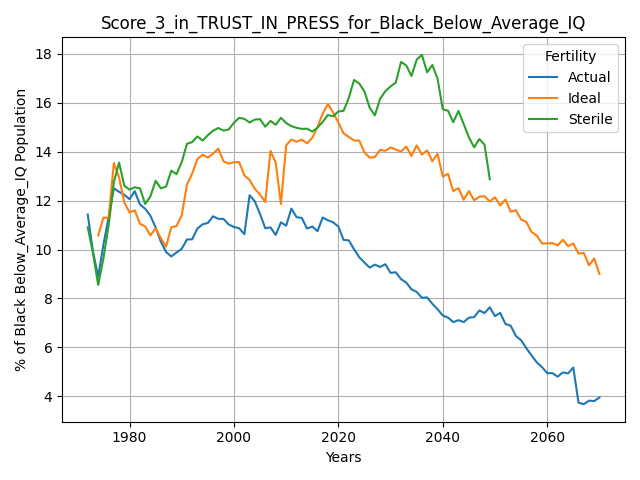 Score_3_in_TRUST_IN_PRESS_for_Black_Below_Average_IQ
% of Black Below_Average_IQ Population
18
16
14
12
10
8
6
4
Fertility
Actual
Ideal
Sterile
1980
2000
2020
2040
2060
Years